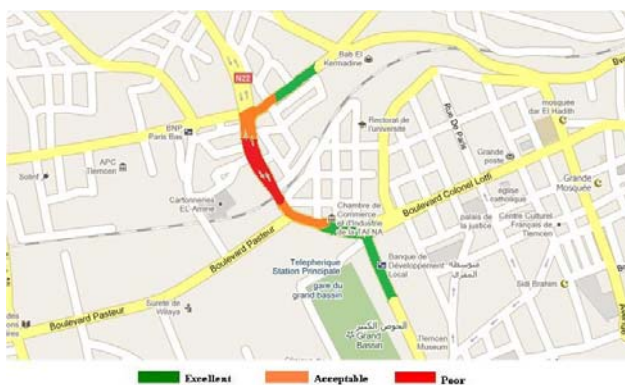 Bab El
Kermadine
N22
Bve
BNP
Paris Bas
Rectorat de
l'université
Rue De Paris
mosquée
dar El Hadith
APC
Tlemcen
Grande
poste
Cartonneries
EL-Amine
Chambre de
Commerce
et d'Industrie
de la TAFNA
Boulevard Colonel Lotfi
église
catholique
Grande
Mosquée
palais de
la justice
Centre Culturel
Français de
Tlemcen
Boulevard Pasteur
Telepherique
Station Principale
gare du
grand bassin
Banque de
Développement
Local
Sidi Brahim
Sureté de
Wilaya
Boulevard Pasteur
الحوض الكبير
Grand
Bassin
Tlemcen
Museum
Excellent
Acceptable
Poor